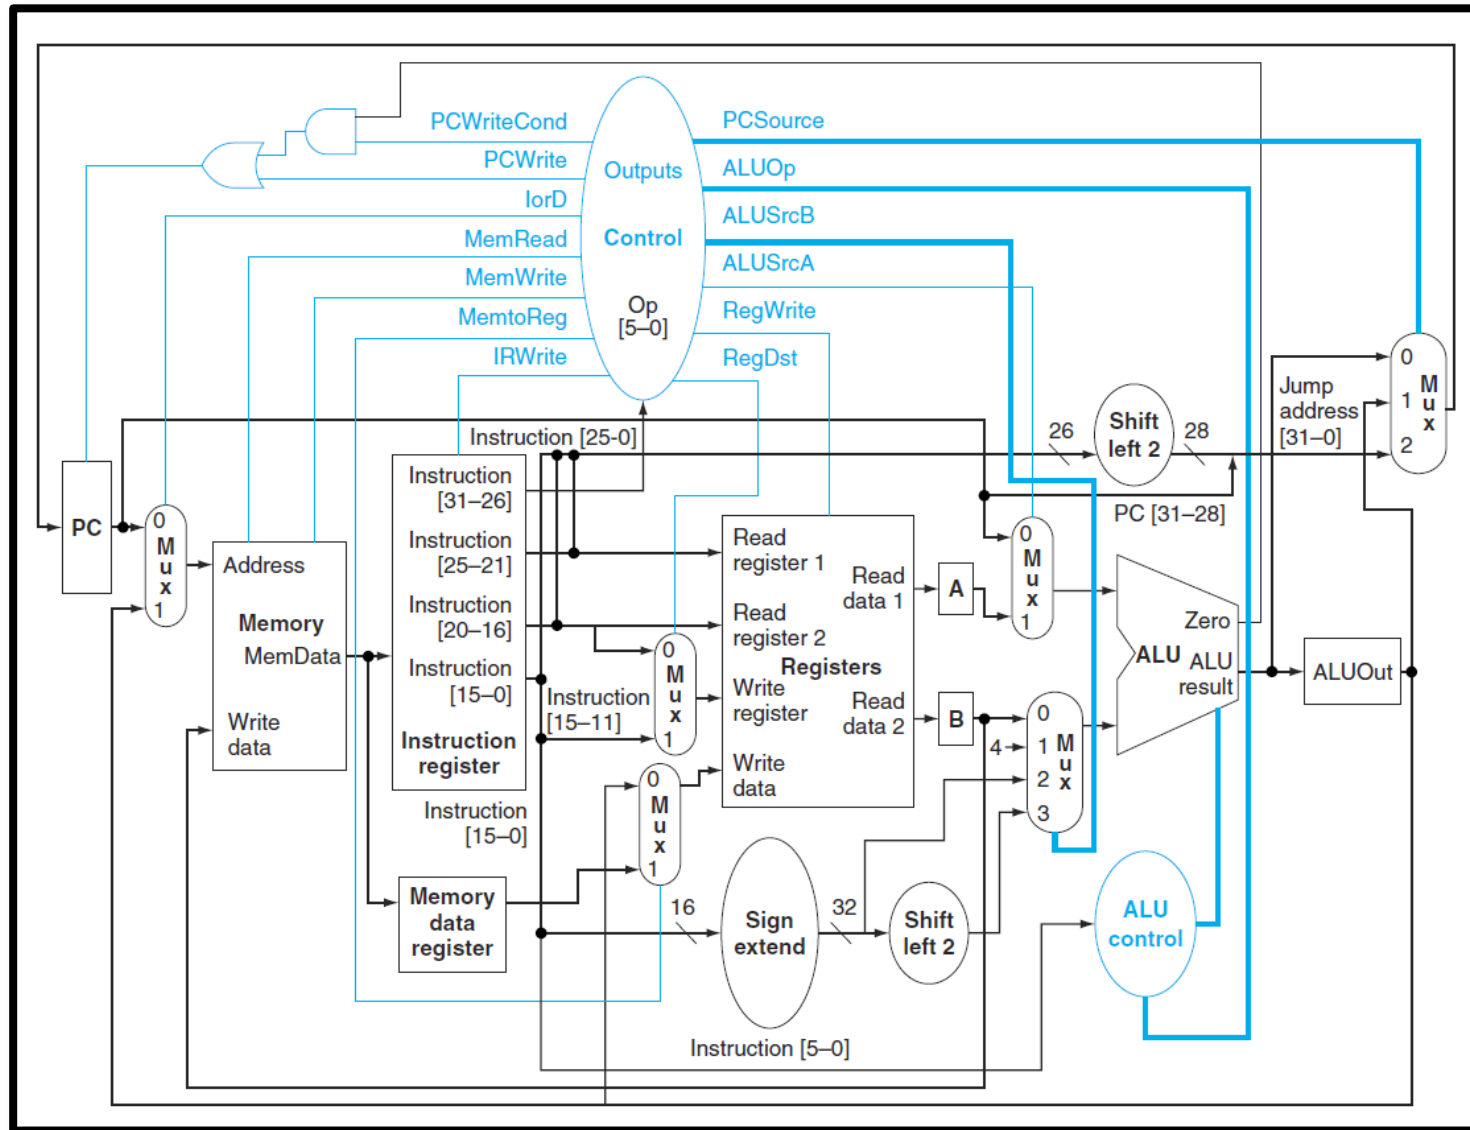 PCWriteCond
PCWrite
IorD
MemRead
MemWrite
MemtoReg
IRWrite
Outputs
Control
Op
[5–0]
PCSource
ALUOp
ALUSrcB
ALUSrcA
RegWrite
RegDst
PC
0
M
u
x
1
Address
Memory
MemData
Write
data
Instruction [25-0]
Instruction
[31–26]
Instruction
[25–21]
Instruction
[20–16]
Instruction
[15–0]
Instruction
register
Instruction
[15–0]
Memory
data
register
Instruction
[15–11]
0
M
u
x
1
0
M
u
x
1
Read
register 1
Read
register 2
Registers
Write
register
Write
data
Read
data 1
Read
data 2
A
B
16
Sign
extend
32
Shift
left 2
Instruction [5–0]
26
Shift
left 2
28
PC [31–28]
Jump
address
[31–0]
0
M
u
x
1
4
0
1
M
u
x
2
3
Zero
ALU
ALU
result
ALUOut
ALU
control
0
M
1
u
x
2